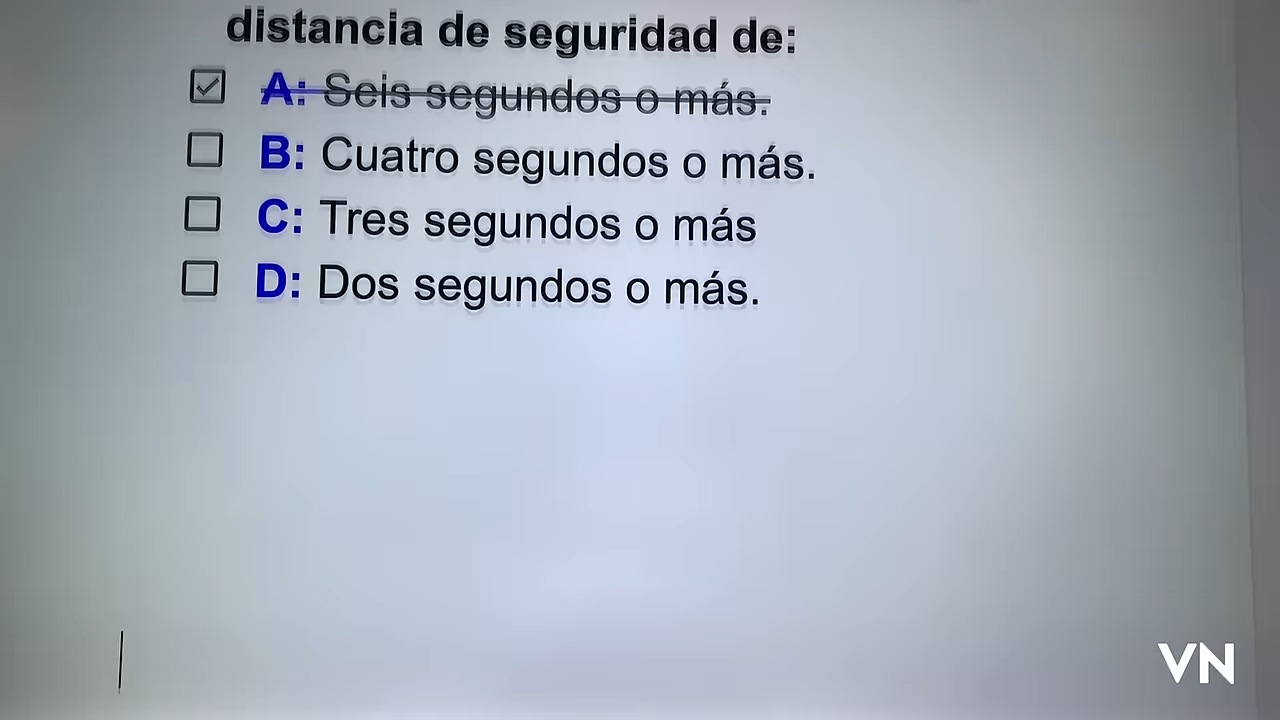 distancia de seguridad de:
A: Seis segundos o más.
B: Cuatro segundos o más.
C: Tres segundos o más
D: Dos segundos o más.
VN